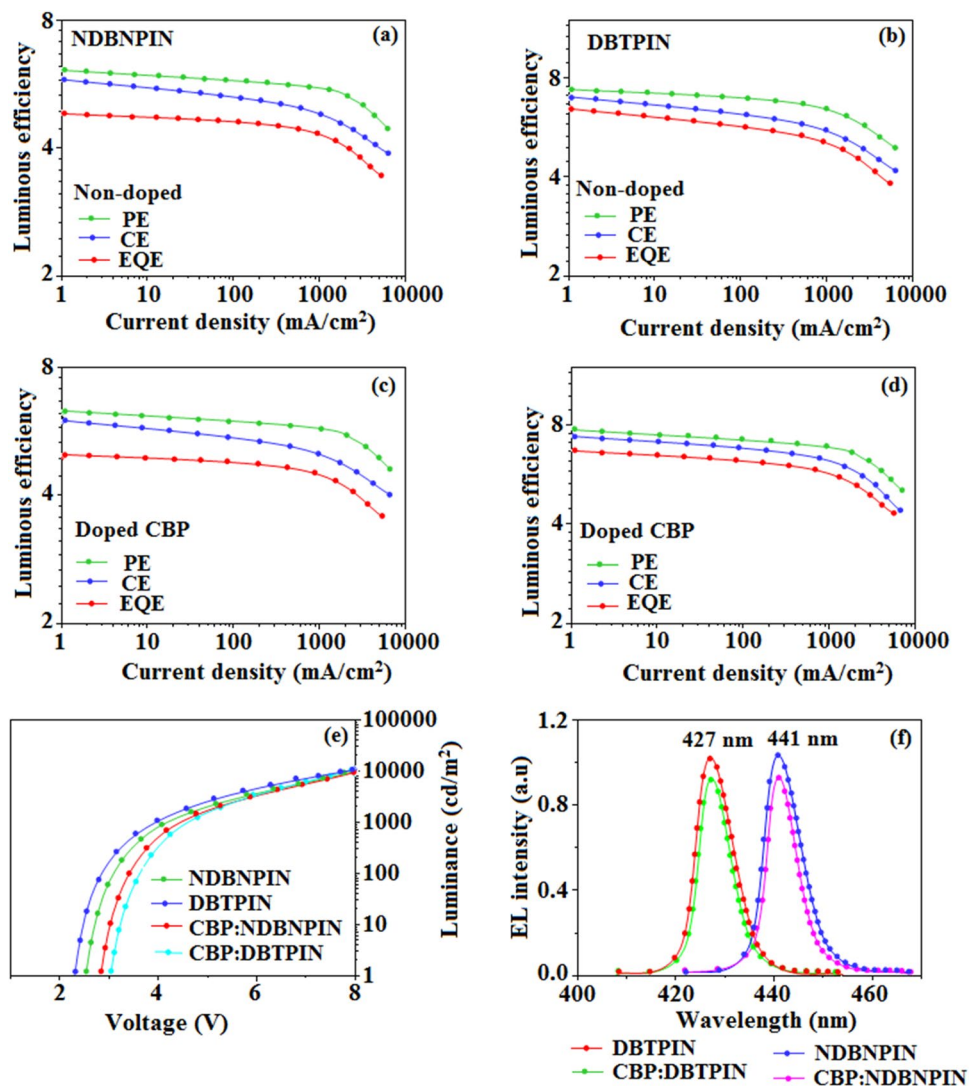 NDBNPIN
(a)
8
4
2
Luminous efficiency
Non-doped
PE
CE
EQE
1 10 100 1000 10000
Current density (mA/cm²)
DBTPIN
(b)
8
4
2
Luminous efficiency
Non-doped
PE
CE
EQE
1 10 100 1000 10000
Current density (mA/cm²)
(c)
8
4
2
Luminous efficiency
Doped CBP
PE
CE
EQE
1 10 100 1000 10000
Current density (mA/cm²)
(d)
8
4
2
Luminous efficiency
Doped CBP
PE
CE
EQE
1 10 100 1000 10000
Current density (mA/cm²)
(e)
100000
10000
1000
100
10
1
Luminance (cd/m²)
NDBNPIN
DBTPIN
CBP:NDBNPIN
CBP:DBTPIN
2 4 6 8
Voltage (V)
427 nm 441 nm
(f)
1.2
0.8
0.4
0.0
EL intensity (a.u)
400 420 440 460
Wavelength (nm)
DBTPIN
CBP:DBTPIN
NDBNPIN
CBP:NDBNPIN